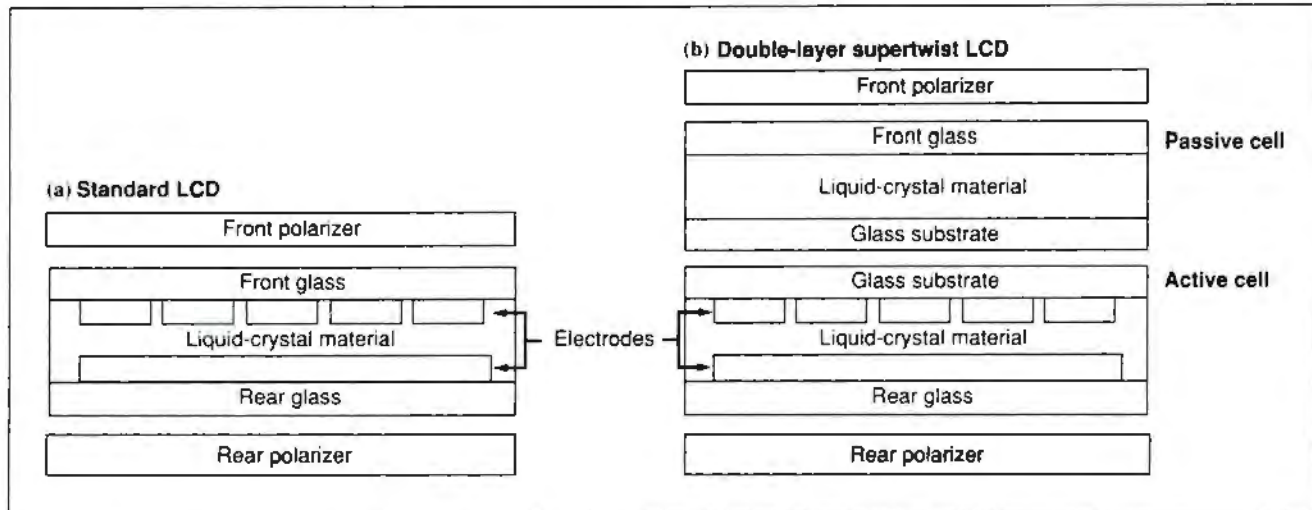 (a) Standard LCD
Front polarizer
Front glass
Liquid-crystal material
Rear glass
Rear polarizer
Electrodes
(b) Double-layer supertwist LCD
Front polarizer
Front glass
Passive cell
Liquid-crystal material
Glass substrate
Glass substrate
Active cell
Liquid-crystal material
Rear glass
Rear polarizer